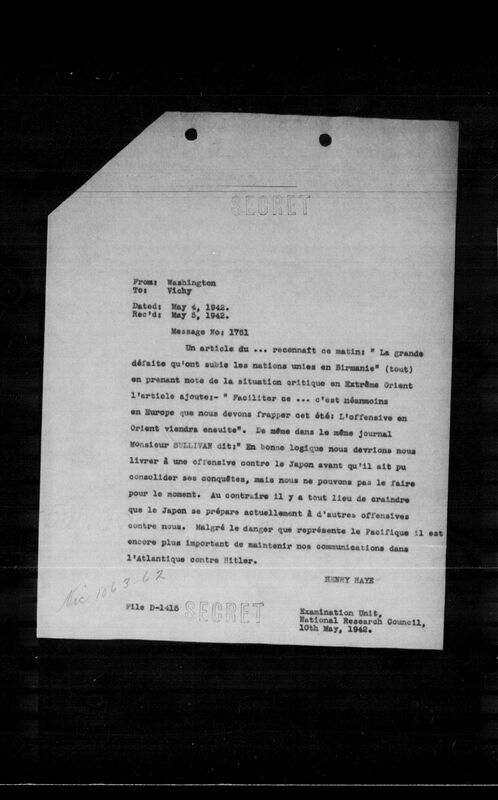 SECRET
From: Washington
To: Vichy
Dated: May 4, 1942.
Rec'd: May 5, 1942.
Message No: 1761
Un article du ... reconnaît ce matin: " La grande
défaite qu'ont subie les nations unies en Birmanie" (tout)
en prenant note de la situation critique en Extrême Orient
l'article ajoute:- " Faciliter ce ... c'est néanmoins
en Europe que nous devons frapper cet été: L'offensive en
Orient viendra ensuite". De même dans le même journal
Monsieur SULLIVAN dit:" En bonne logique nous devrions nous
livrer à une offensive contre le Japon avant qu'il ait pu
consolider ses conquêtes, mais nous ne pouvons pas le faire
pour le moment. Au contraire il y a tout lieu de craindre
que le Japon se prépare actuellement à d'autres offensives
contre nous. Malgré le danger que représente le Pacifique il est
encore plus important de maintenir nos communications dans
l'Atlantique contre Hitler.
HENRY HAYE
Nic 1063-62
File D-1415 SECRET
Examination Unit,
National Research Council,
10th May, 1942.